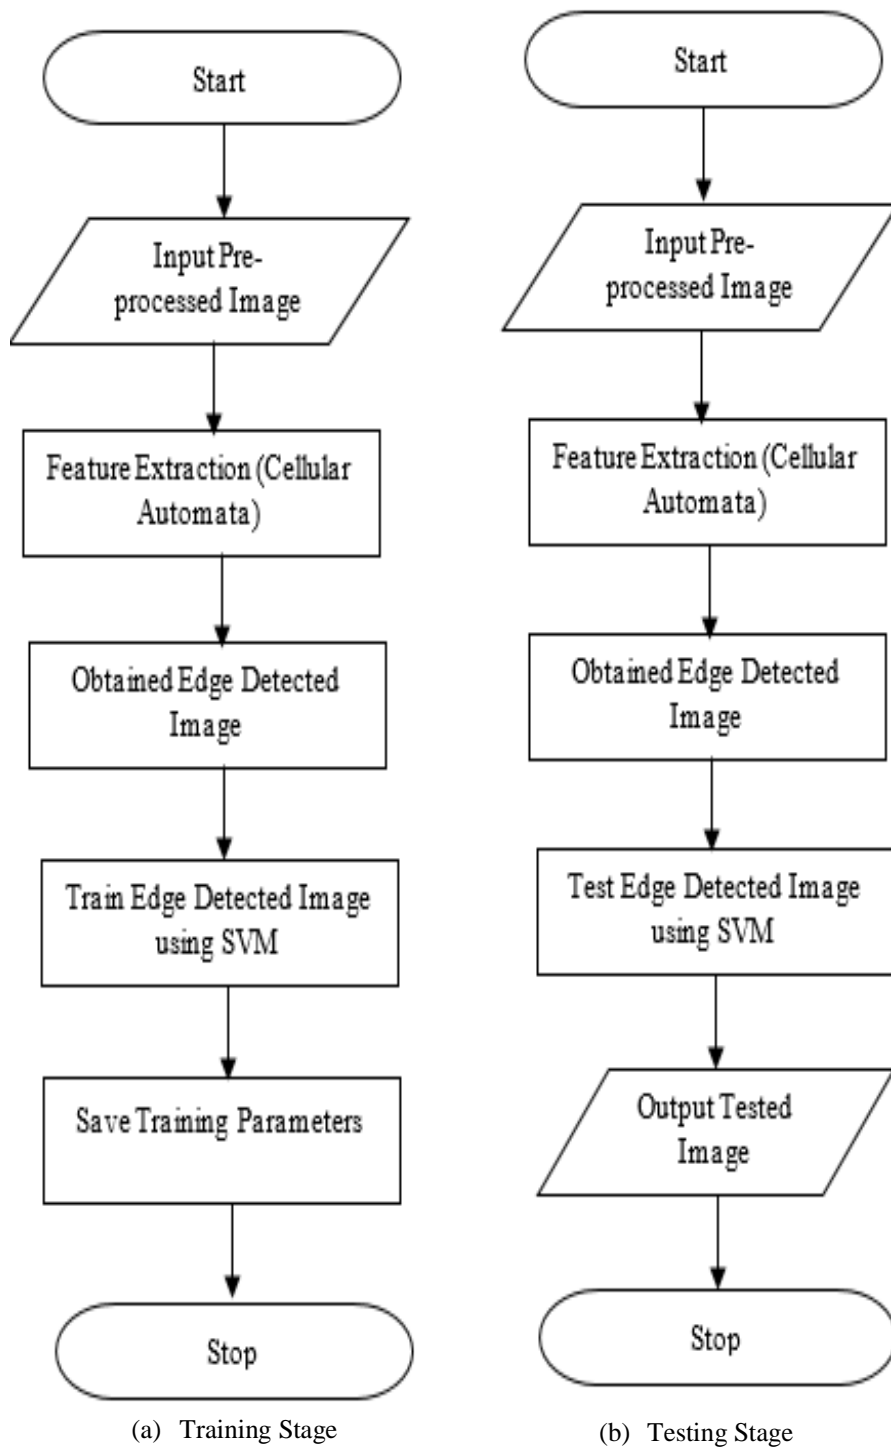 Start
Input Pre-
processed Image
Feature Extraction (Cellular
Automata)
Obtained Edge Detected
Image
Train Edge Detected Image
using SVM
Save Training Parameters
Stop
(a) Training Stage
Start
Input Pre-
processed Image
Feature Extraction (Cellular
Automata)
Obtained Edge Detected
Image
Test Edge Detected Image
using SVM
Output Tested
Image
Stop
(b) Testing Stage